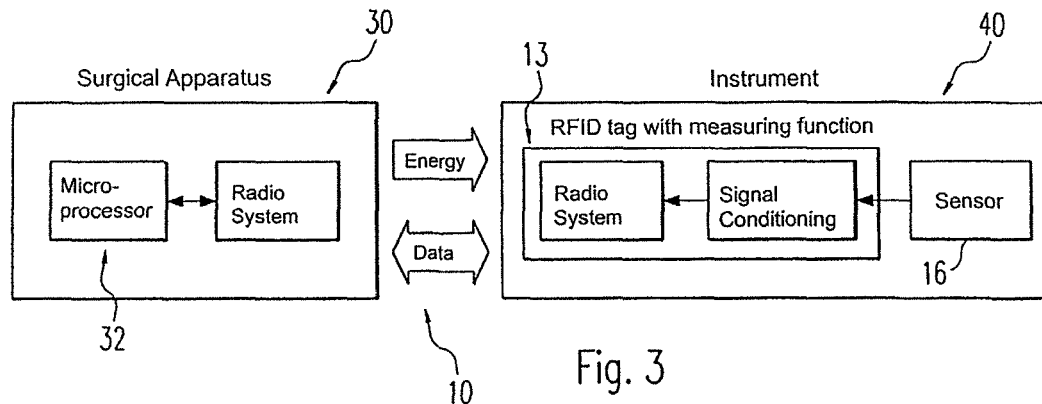 30
40
Surgical Apparatus
13
Instrument
RFID tag with measuring function
Energy
Micro-
processor
Radio
System
Radio
System
Signal
Conditioning
Sensor
Data
16
32
10
Fig. 3